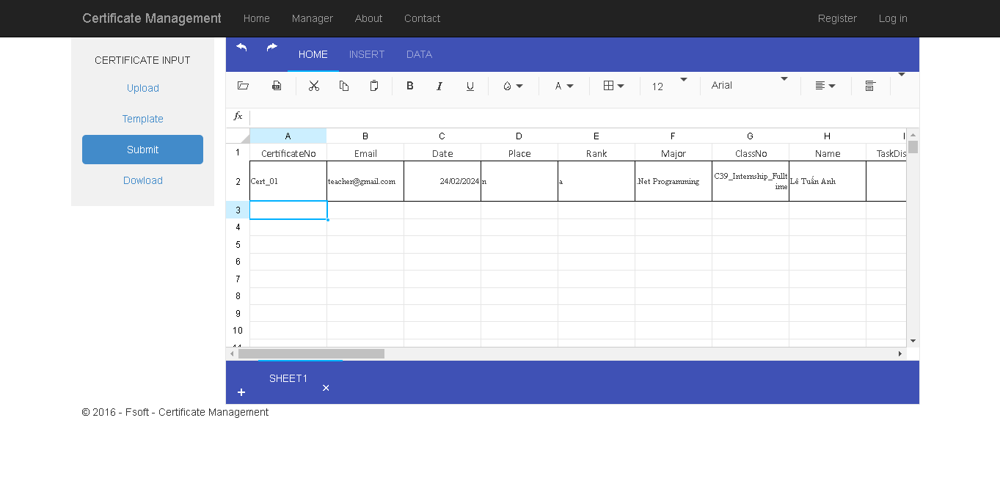 Certificate Management Home Manager About Contact Register Log in
CERTIFICATE INPUT
Upload
Template
Submit
Dowload
HOME INSERT DATA
B I U A 12 Arial
fx
A B C D E F G H I
1 CertificateNo Email Date Place Rank Major ClassNo Name TaskDis
2 Cert_01 teacher@gmail.com 24/02/2024 n a .Net Programming C39_Internship_Fullt
ime Lê Tuấn Anh
3
4
5
6
7
8
9
10
11
SHEET1
© 2016 - Fsoft - Certificate Management